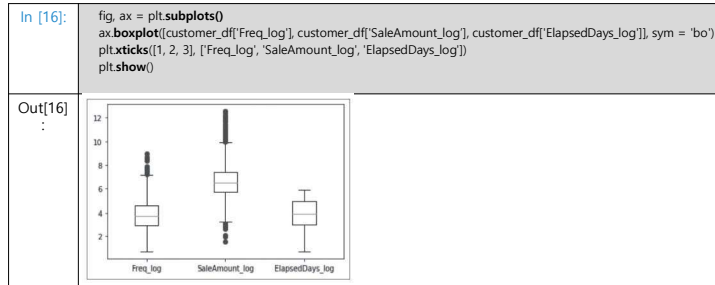 In [16]:
fig, ax = plt.subplots()
ax.boxplot([customer_df['Freq_log'], customer_df['SaleAmount_log'], customer_df['ElapsedDays_log']], sym = 'bo')
plt.xticks([1, 2, 3], ['Freq_log', 'SaleAmount_log', 'ElapsedDays_log'])
plt.show()
Out[16]
:
12
10
8
6
4
2
Freq_log SaleAmount_log ElapsedDays_log